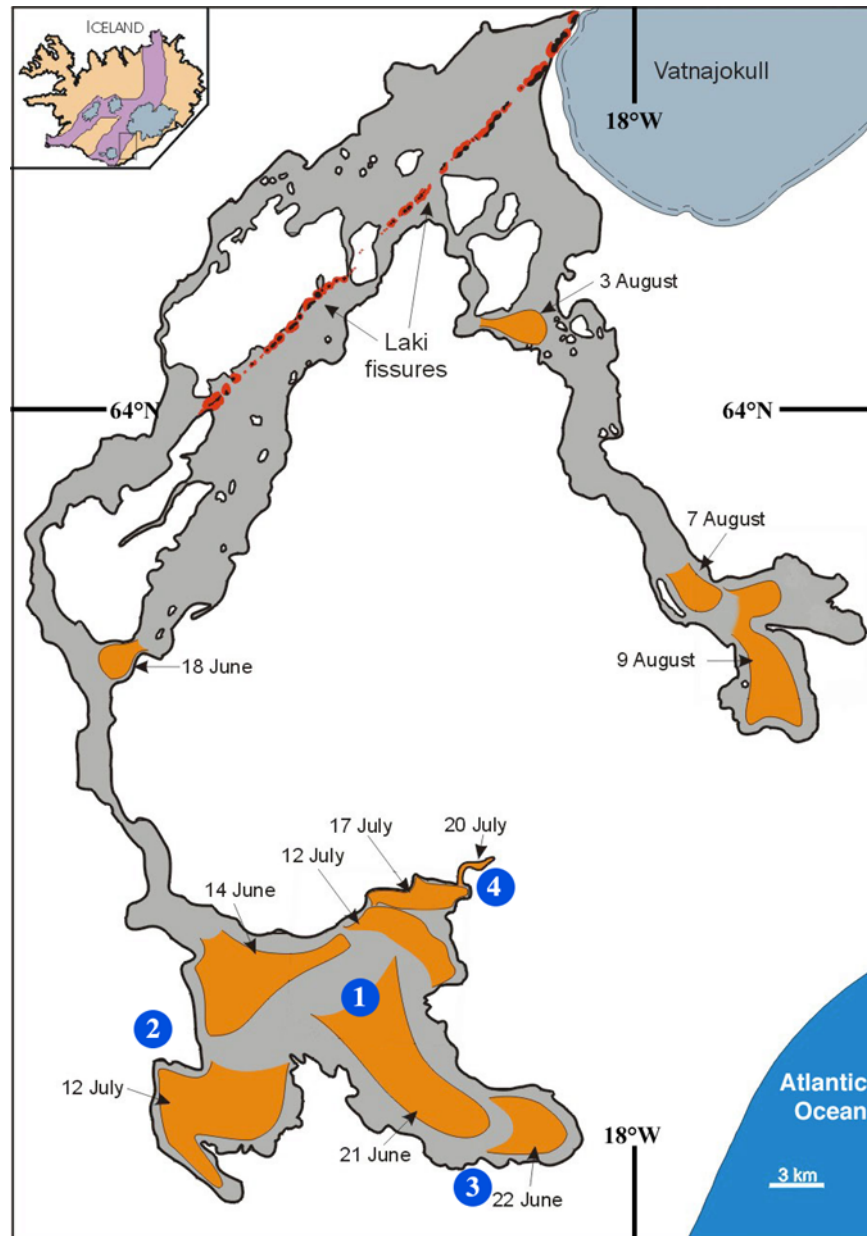 ICELAND
Vatnajokull
18°W
3 August
Laki
fissures
64°N
64°N
7 August
9 August
18 June
20 July
17 July
12 July
14 June
4
1
2
12 July
Atlantic
Ocean
21 June
18°W
3
22 June
3 km